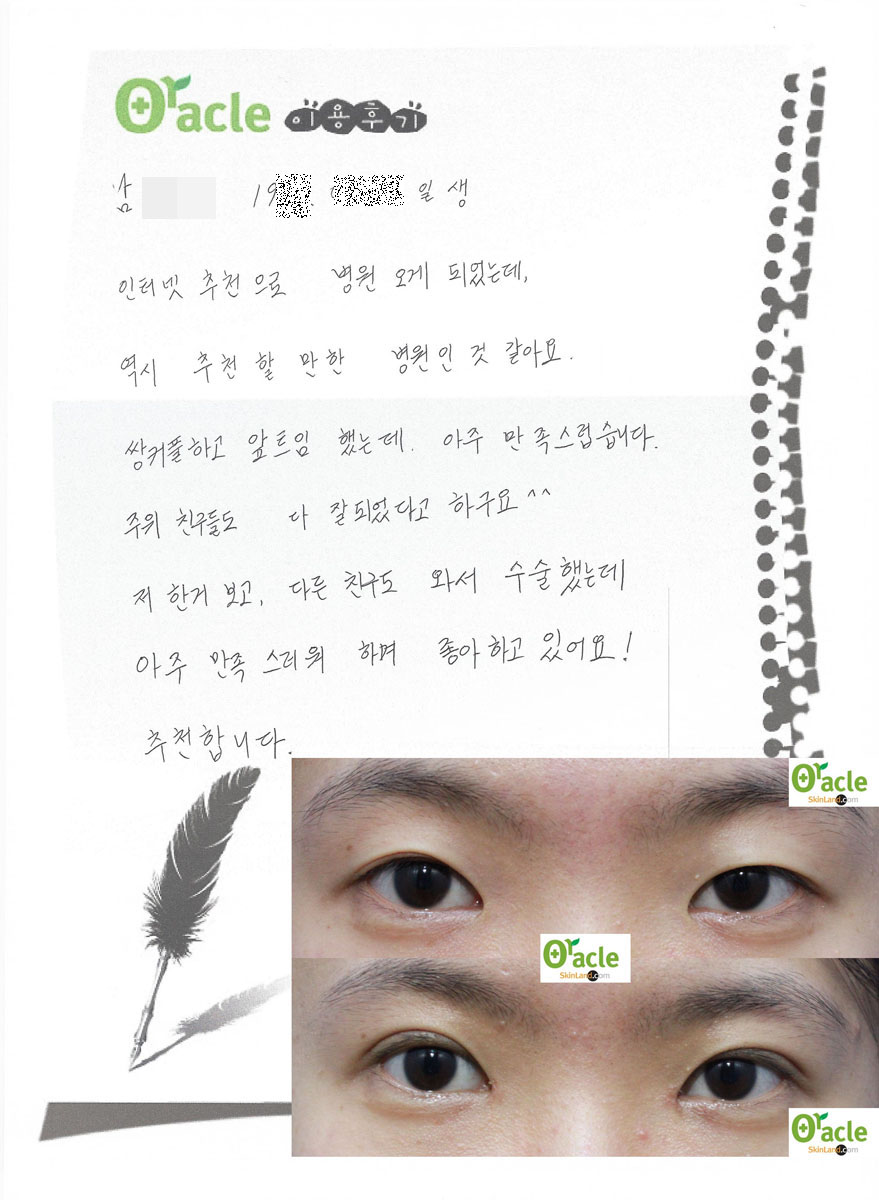 Oracle 이용후기
남 19 일생
인터넷 추천으로 병원 오게 되었는데,
역시 추천 할 만한 병원인 것 같아요.
쌍커플하고 앞트임 했는데. 아주 만족스럽습니다.
주위 친구들도 다 잘되었다고 하구요^^
저 한거 보고, 다른 친구도 와서 수술했는데
아주 만족 스러워 하며 좋아하고 있어요!
추천합니다.
Oracle
SkinLand.com
Oracle
SkinLand.com
Oracle
SkinLand.com